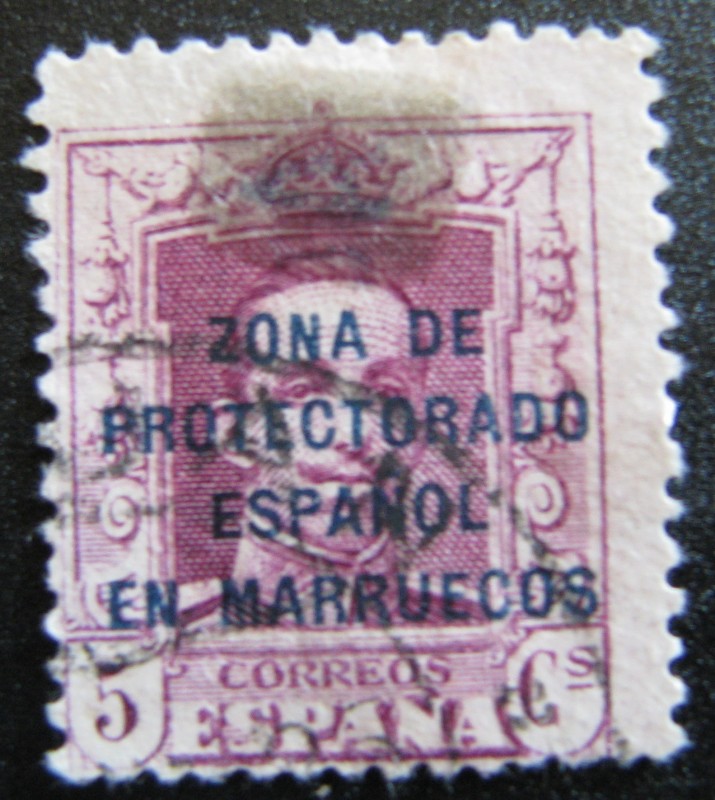 ZONA DE
PROTECTORADO
ESPAÑOL
EN MARRUECOS
CORREOS
5 ESPAÑA Cs